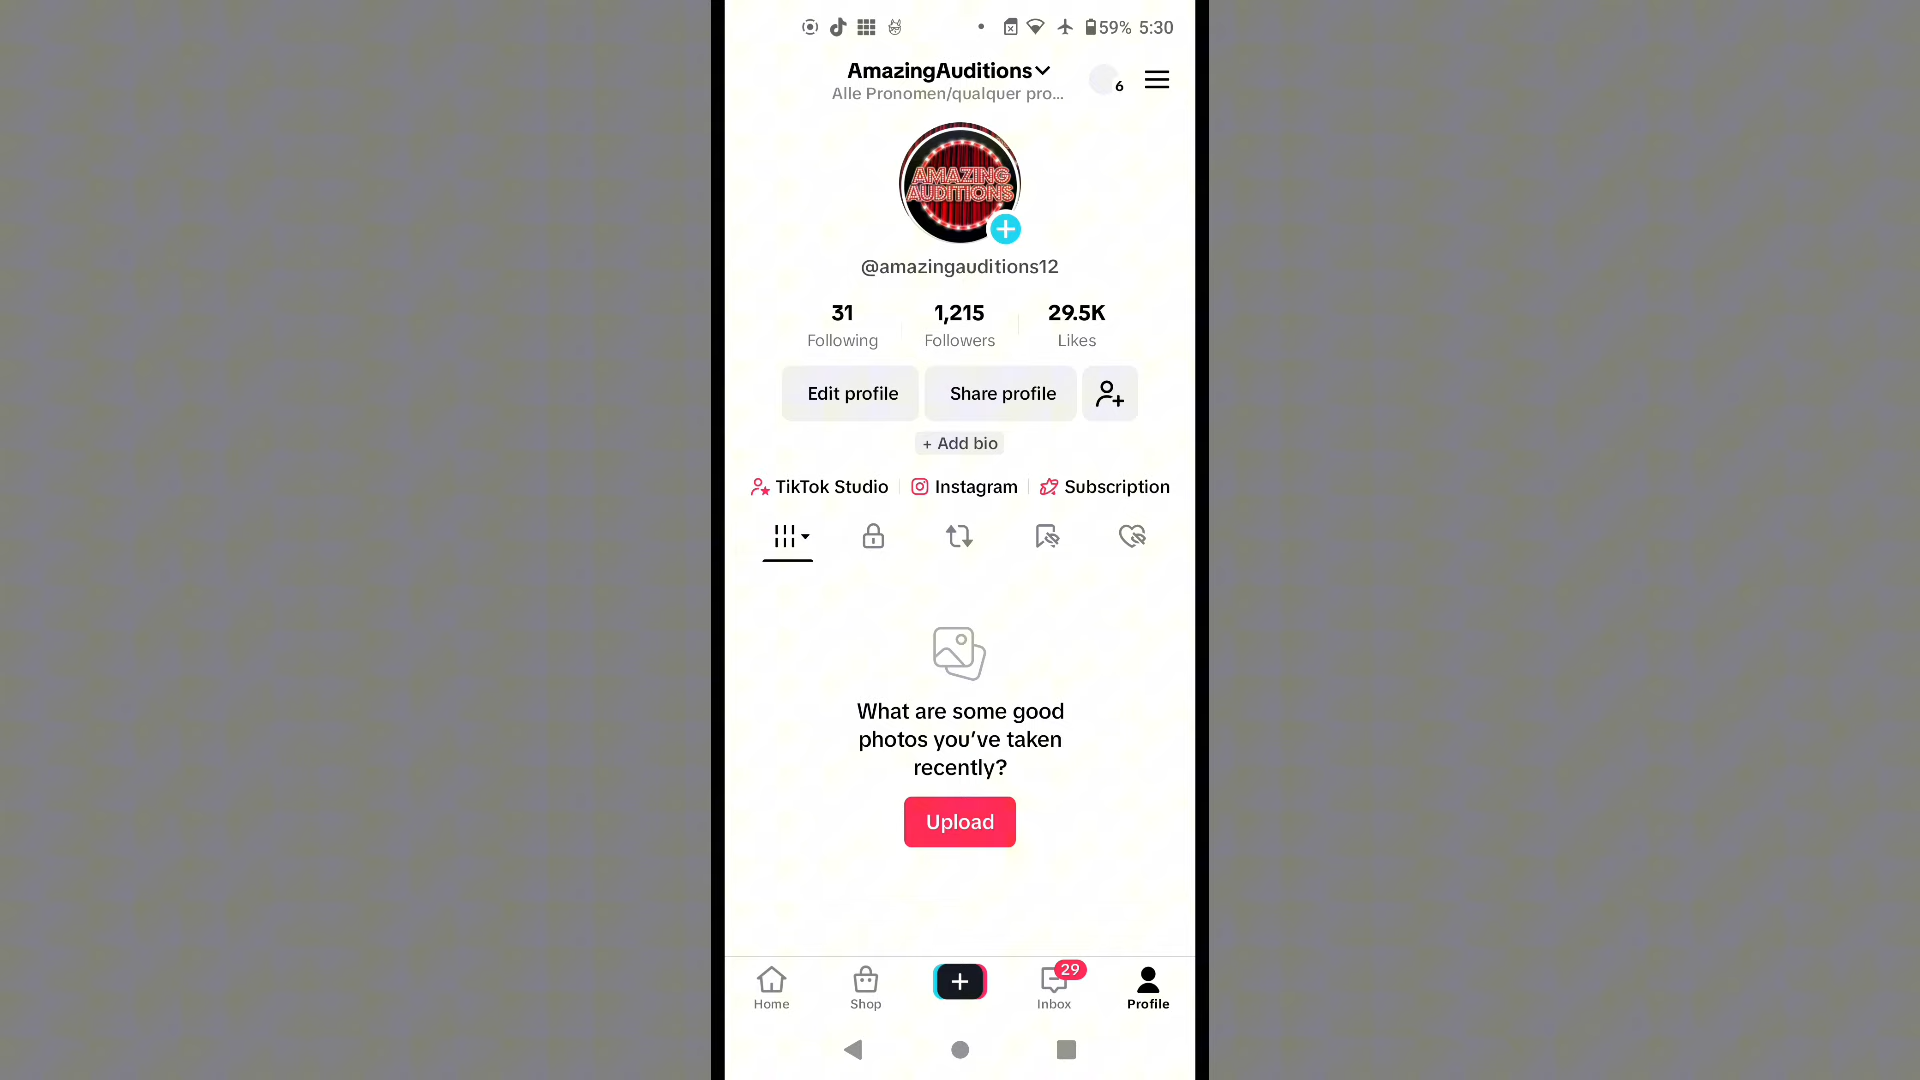 59% 5:30
AmazingAuditions
6
Alle Pronomen/qualquer pro...
AMAZING
AUDITIONS
@amazingauditions12
31 1,215 29.5K
Following Followers Likes
Edit profile Share profile
+ Add bio
TikTok Studio Instagram Subscription
What are some good
photos you've taken
recently?
Upload
29
Home Shop Inbox Profile